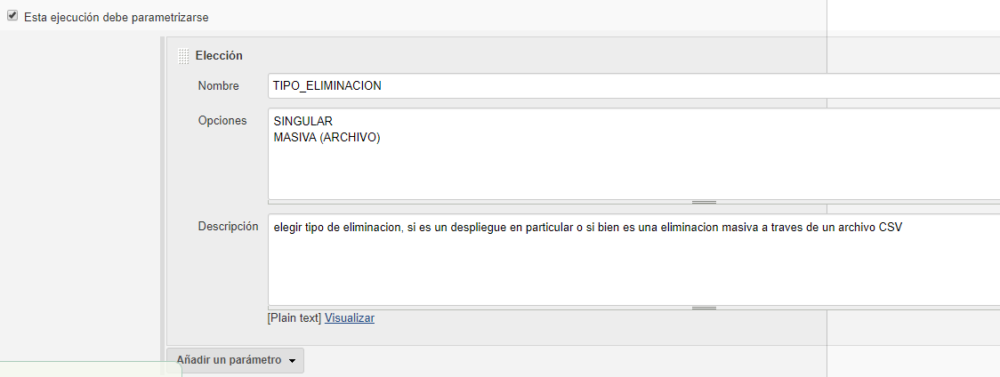 Esta ejecución debe parametrizarse
Elección
Nombre
TIPO_ELIMINACION
Opciones
SINGULAR
MASIVA (ARCHIVO)
Descripción
elegir tipo de eliminacion, si es un despliegue en particular o si bien es una eliminacion masiva a traves de un archivo CSV
[Plain text] Visualizar
Añadir un parámetro